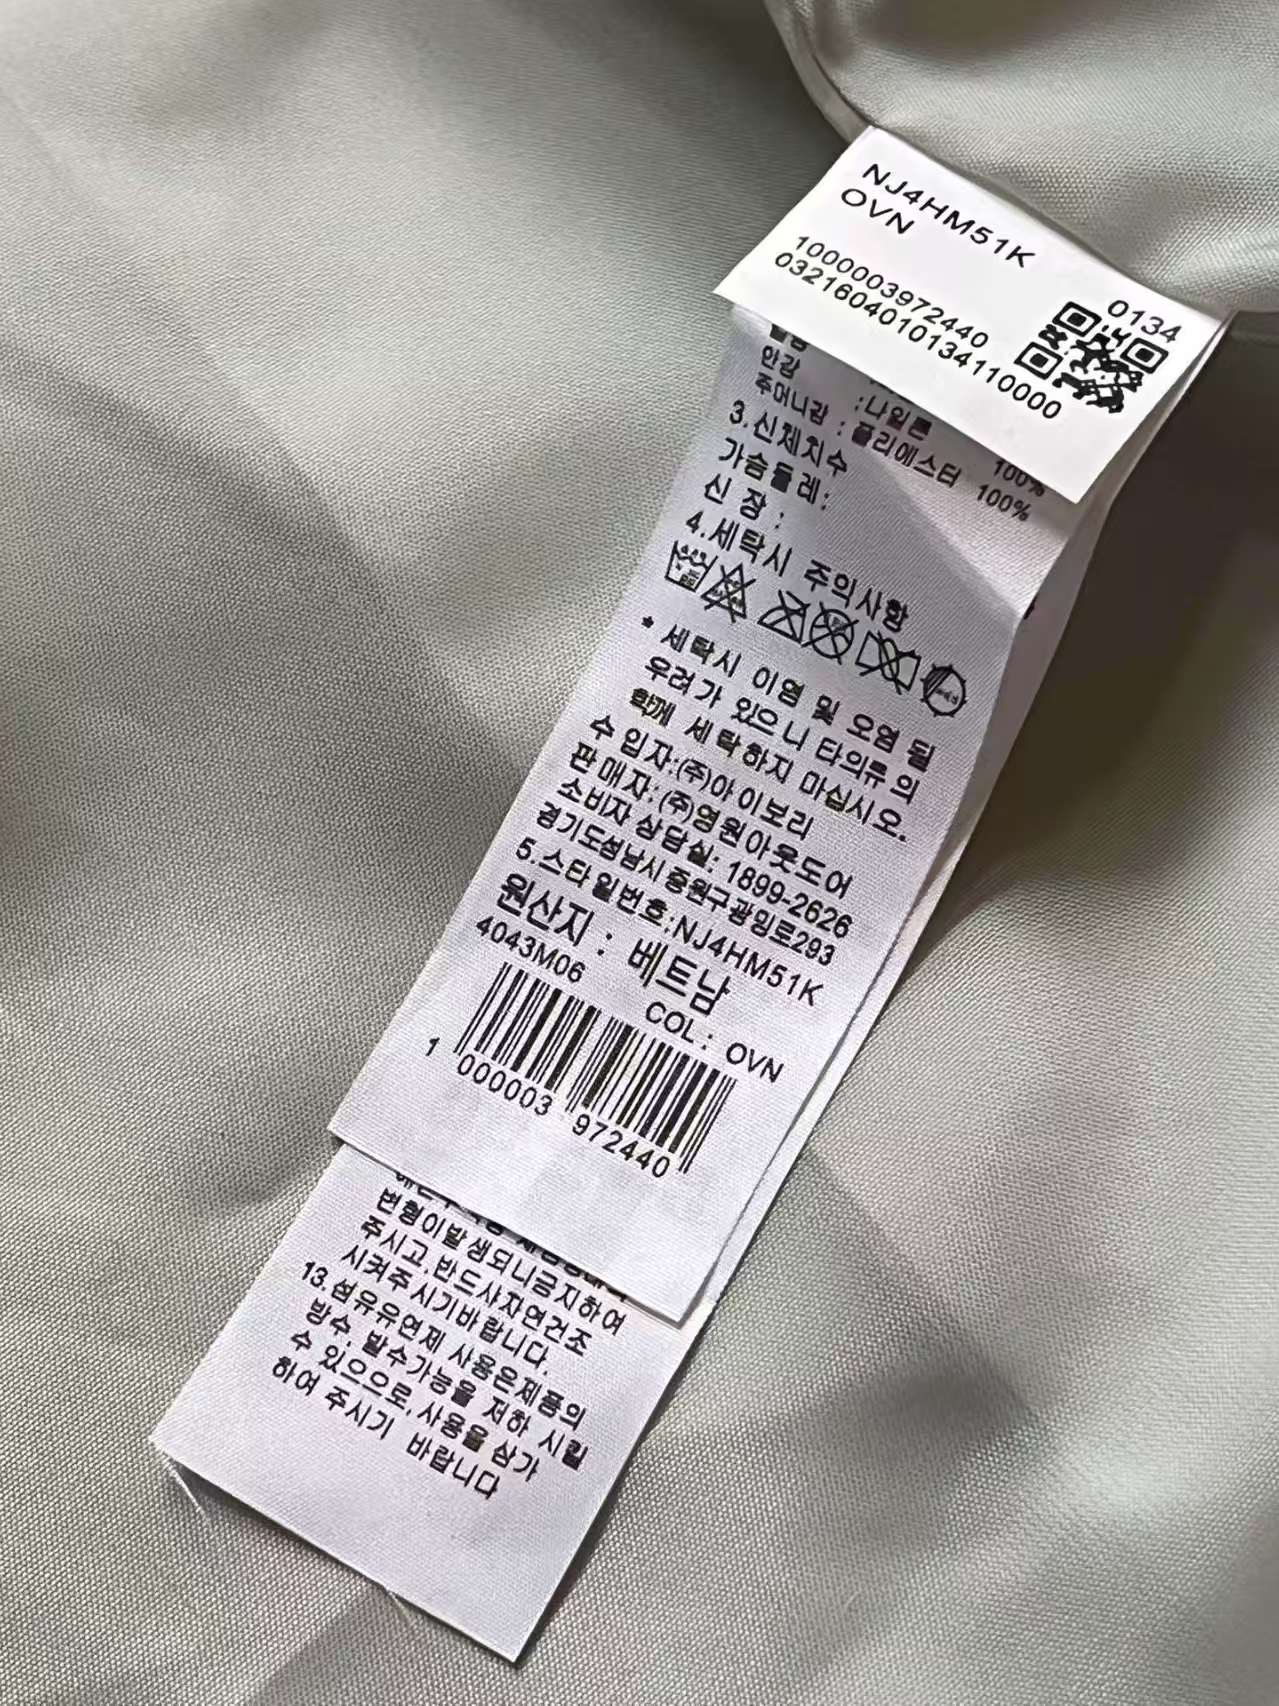 NJ4HM51K
OVN
0134
1000003972440
0321604010134110000
안감 :나일론 100%
주머니감 : 폴리에스터 100%
3.신체치수
가슴둘레:
신 장 :
4.세탁시 주의사항
* 세탁시 이염 및 오염 될
우려가 있으니 타의류의
함께 세탁하지 마십시오.
수 입자:(주)아이보리
판 매자:(주)영원아웃도어
소비자 상담실: 1899-2626
경기도성남시 중원구광명로293
5.스타일번호:NJ4HM51K
원산지 : 베트남
4043M06
COL: OVN
1 000003 972440
변형이발생되니금지하여
주시고,반드시자연건조
시켜주시기바랍니다.
13.섬유유연제 사용은제품의
방수, 발수가능을 저하 시킬
수 있으으로,사용을 삼가
하여 주시기 바랍니다